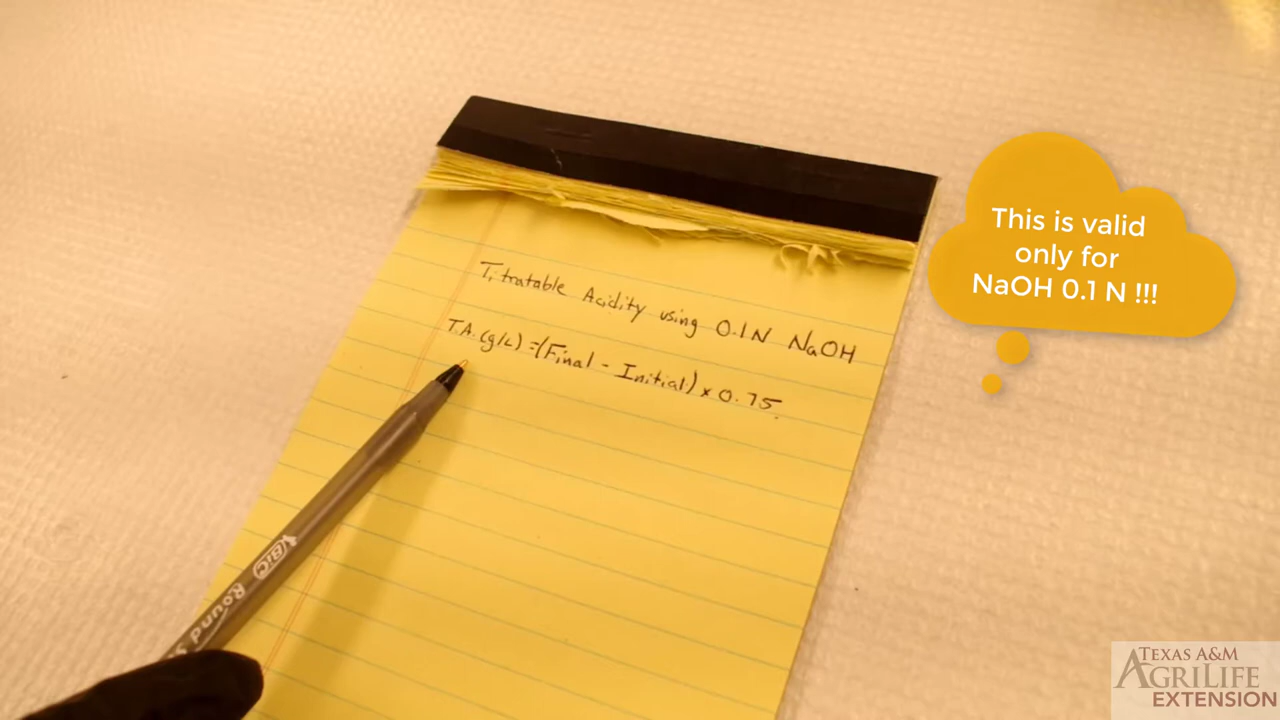 Titratable Acidity using 0.1N NaOH
T.A. (g/L) = (Final - Initial) x 0.75
This is valid
only for
NaOH 0.1 N !!!
BIC
Round S
TEXAS A&M
AGRILIFE
EXTENSION